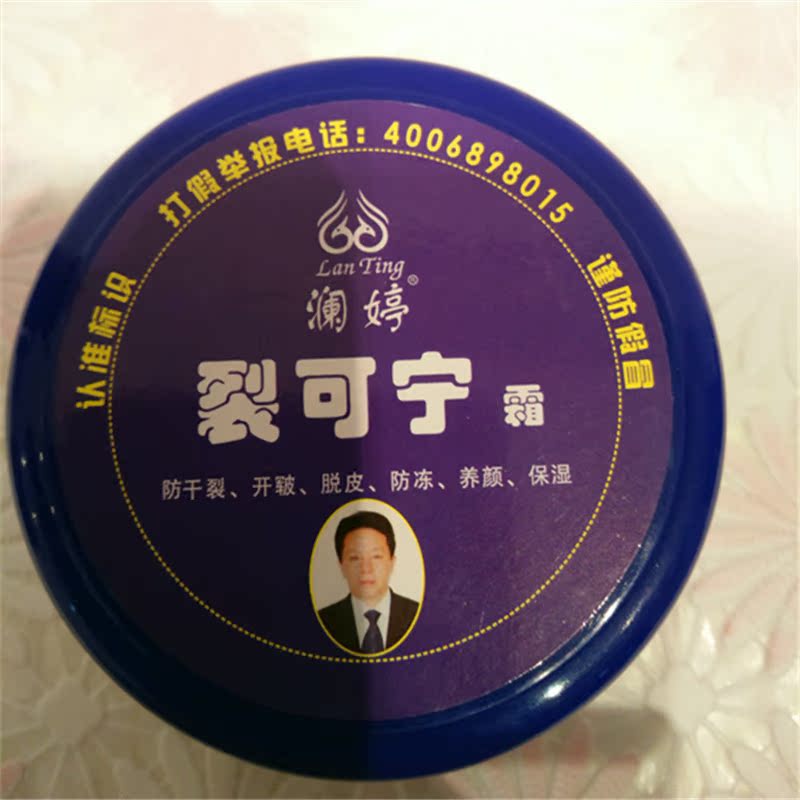 认准标识 打假举报电话：4006898015 谨防假冒
Lan Ting
澜婷®
裂可宁 霜
防干裂、开皲、脱皮、防冻、养颜、保湿